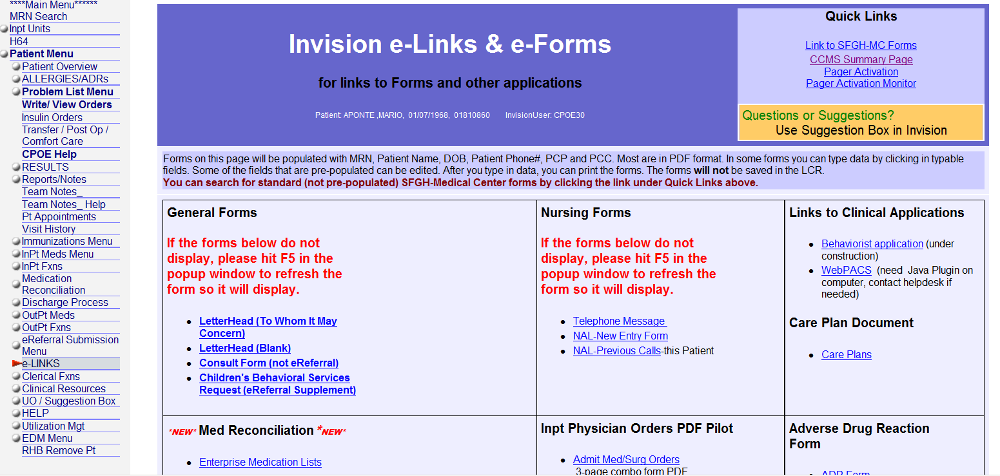 ****Main Menu******
MRN Search
Inpt Units
H64
Patient Menu
Patient Overview
ALLERGIES/ADRs
Problem List Menu
Write/ View Orders
Insulin Orders
Transfer / Post Op /
Comfort Care
CPOE Help
RESULTS
Reports/Notes
Team Notes_
Team Notes_ Help
Pt Appointments
Visit History
Immunizations Menu
InPt Meds Menu
InPt Fxns
Medication
Reconciliation
Discharge Process
OutPt Meds
OutPt Fxns
eReferral Submission
Menu
e-LINKS
Clerical Fxns
Clinical Resources
UO / Suggestion Box
HELP
Utilization Mgt
EDM Menu
RHB Remove Pt
Invision e-Links & e-Forms
for links to Forms and other applications
Patient: APONTE ,MARIO, 01/07/1968, 01810860 InvisionUser: CPOE30
Quick Links
Link to SFGH-MC Forms
CCMS Summary Page
Pager Activation
Pager Activation Monitor
Questions or Suggestions?
Use Suggestion Box in Invision
Forms on this page will be populated with MRN, Patient Name, DOB, Patient Phone#, PCP and PCC. Most are in PDF format. In some forms you can type data by clicking in typable
fields. Some of the fields that are pre-populated can be edited. After you type in data, you can print the forms. The forms will not be saved in the LCR.
You can search for standard (not pre-populated) SFGH-Medical Center forms by clicking the link under Quick Links above.
General Forms
If the forms below do not
display, please hit F5 in the
popup window to refresh the
form so it will display.
LetterHead (To Whom It May
Concern)
LetterHead (Blank)
Consult Form (not eReferral)
Children's Behavioral Services
Request (eReferral Supplement)
Nursing Forms
If the forms below do not
display, please hit F5 in the
popup window to refresh the
form so it will display.
Telephone Message
NAL-New Entry Form
NAL-Previous Calls-this Patient
Links to Clinical Applications
Behaviorist application (under
construction)
WebPACS (need Java Plugin on
computer, contact helpdesk if
needed)
Care Plan Document
Care Plans
*NEW* Med Reconciliation *NEW*
Enterprise Medication Lists
Inpt Physician Orders PDF Pilot
Admit Med/Surg Orders
3-page combo form PDF
Adverse Drug Reaction
Form
ADR Form